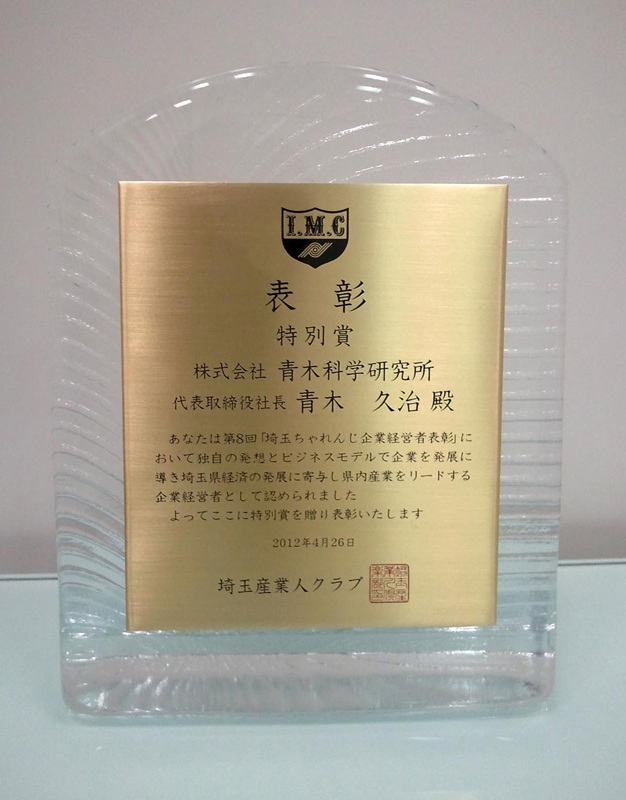 I.M.C
表彰
特別賞
株式会社 青木科学研究所
代表取締役社長 青木 久治 殿
あなたは第8回「埼玉ちゃれんじ企業経営者表彰」に
おいて独自の発想とビジネスモデルで企業を発展に
導き埼玉県経済の発展に寄与し県内産業をリードする
企業経営者として認められました
よってここに特別賞を贈り表彰いたします
2012年4月26日
埼玉産業人クラブ